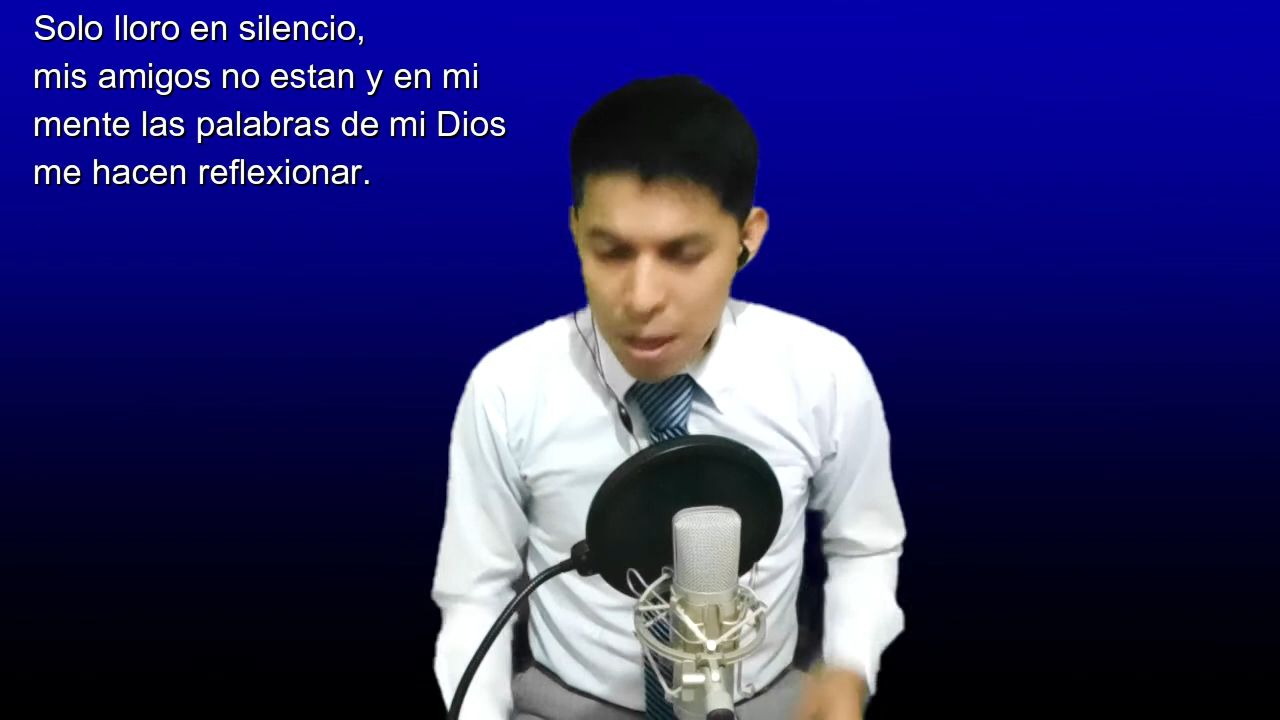 Solo lloro en silencio,
mis amigos no estan y en mi
mente las palabras de mi Dios
me hacen reflexionar.